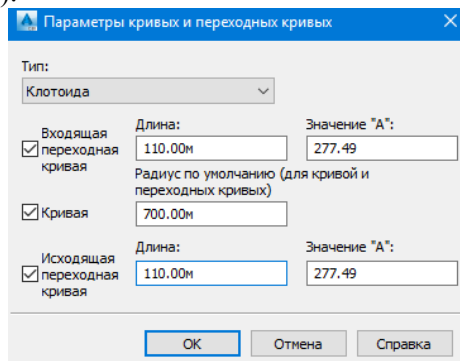 ).
Параметры кривых и переходных кривых
Тип:
Клотоида
Входящая
переходная
кривая
Длина:
Значение "А":
110.00м
277.49
Радиус по умолчанию (для кривой и
переходных кривых)
Кривая
700.00м
Исходящая
переходная
кривая
Длина:
Значение "А":
110.00м
277.49
OK
Отмена
Справка